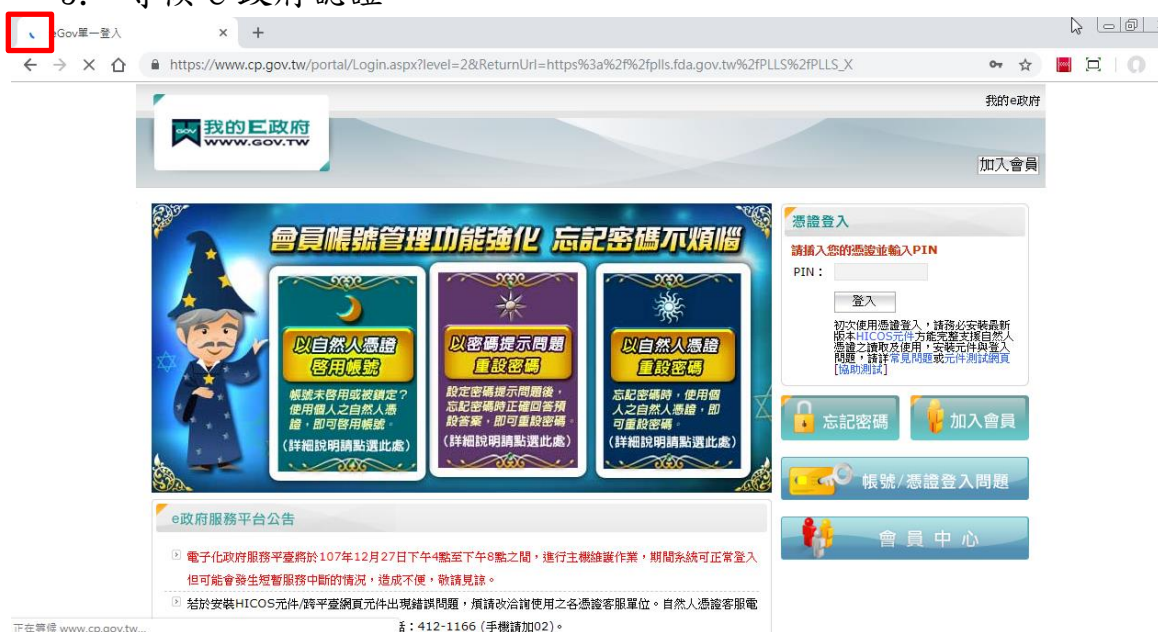 等候 e 政府認證
eGov單一登入
https://www.cp.gov.tw/portal/Login.aspx?level=2&ReturnUrl=https%3a%2f%2fplls.fda.gov.tw%2fPLLS%2fPLLS_X
我的e政府
GOV 我的E政府
WWW.GOV.TW
加入會員
會員帳號管理功能強化 忘記密碼不煩惱
以自然人憑證
啓用帳號
帳號未啓用或被鎖定？
使用個人之自然人憑
證，即可啓用帳號。
(詳細說明請點選此處)
以密碼提示問題
重設密碼
設定密碼提示問題後，
忘記密碼時正確回答預
設答案，即可重設密碼。
(詳細說明請點選此處)
以自然人憑證
重設密碼
忘記密碼時，使用個
人之自然人憑證，即
可重設密碼。
(詳細說明請點選此處)
憑證登入
請插入您的憑證並輸入PIN
PIN：
登入
初次使用憑證登入，請務必安裝最新
版本HICOS元件方能完整支援自然人
憑證之讀取及使用，安裝元件與登入
問題，請詳常見問題或元件測試網頁
[協助測試]
忘記密碼
加入會員
帳號/憑證登入問題
會員中心
e政府服務平台公告
電子化政府服務平臺將於107年12月27日下午4點至下午8點之間，進行主機維護作業，期間系統可正常登入
但可能會發生短暫服務中斷的情況，造成不便，敬請見諒。
若於安裝HICOS元件/跨平臺網頁元件出現錯誤問題，煩請改洽詢使用之各憑證客服單位。自然人憑證客服電
話：412-1166 (手機請加02)。
正在等候 www.cp.gov.tw...